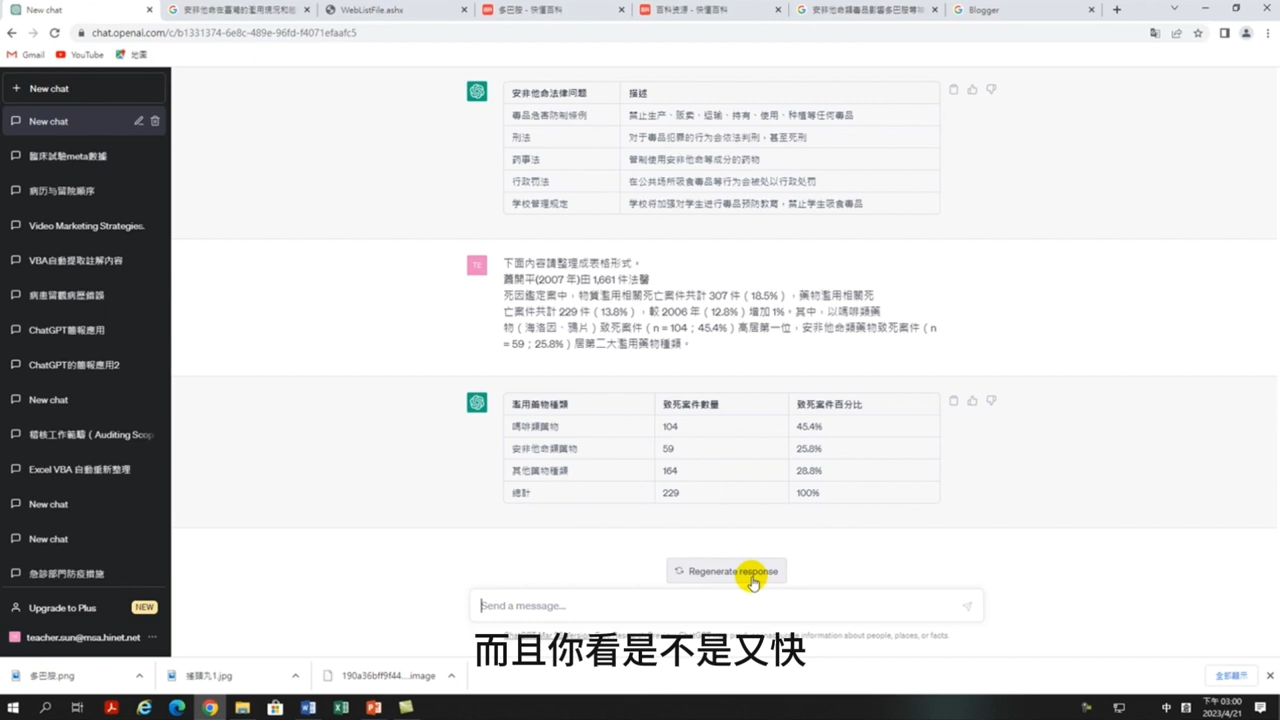 New chat
安非他命在臺灣的濫用情況和趨
WebListFile.ashx
多巴胺 - 快懂百科
百科资源 - 快懂百科
安非他命類毒品影響多巴胺等
Blogger
chat.openai.com/c/b1331374-6e8c-489e-96fd-f4071efaafc5
Gmail
YouTube
地圖
New chat
New chat
臨床試驗meta數據
病历与留院顺序
Video Marketing Strategies.
VBA自動提取註解內容
病患留觀病歷錯誤
ChatGPT簡報應用
ChatGPT的簡報應用2
New chat
稽核工作範疇（Auditing Scop
Excel VBA 自動重新整理
New chat
New chat
急診部門防疫措施
Upgrade to Plus
NEW
teacher.sun@msa.hinet.net
安非他命法律问题 描述
毒品危害防制條例 禁止生产、贩卖、运输、持有、使用、种植等任何毒品
刑法 对于毒品犯罪的行为会依法判刑，甚至死刑
药事法 管制使用安非他命等成分的药物
行政罚法 在公共场所吸食毒品等行为会被处以行政处罚
学校管理规定 学校将加强对学生进行毒品预防教育，禁止学生吸食毒品
TE
下面內容請整理成表格形式。
蕭開平(2007 年)由 1,661 件法醫
死因鑑定案中，物質濫用相關死亡案件共計 307 件（18.5%），藥物濫用相關死
亡案件共計 229 件（13.8%），較 2006 年（12.8%）增加 1%。其中，以嗎啡類藥
物（海洛因、鴉片）致死案件（n = 104；45.4%）高居第一位，安非他命類藥物致死案件（n
= 59；25.8%）居第二大濫用藥物種類。
濫用藥物種類 致死案件數量 致死案件百分比
嗎啡類藥物 104 45.4%
安非他命類藥物 59 25.8%
其他藥物種類 164 28.8%
總計 229 100%
Regenerate response
Send a message...
information about people, places, or facts.
而且你看是不是又快
多巴胺.png
搖頭丸1.jpg
190a36bff9f44....image
全部顯示
中
下午 03:00
2023/4/21